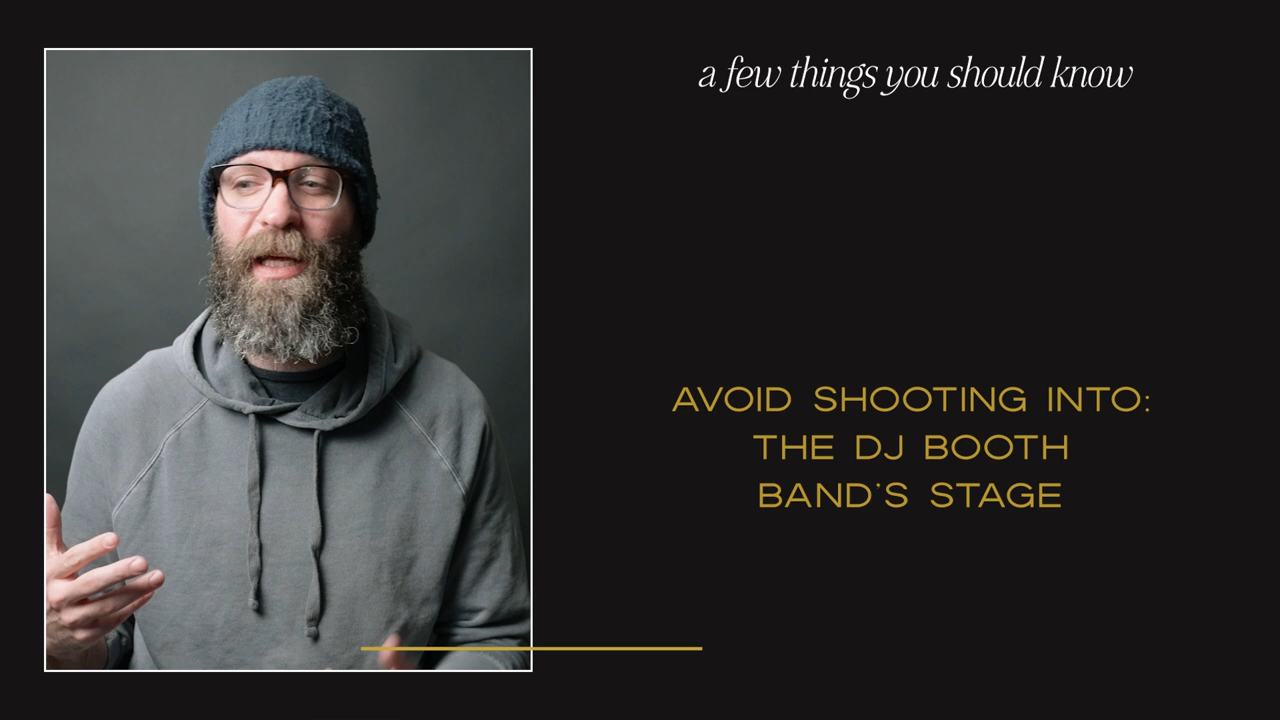 a few things you should know
AVOID SHOOTING INTO:
THE DJ BOOTH
BAND'S STAGE